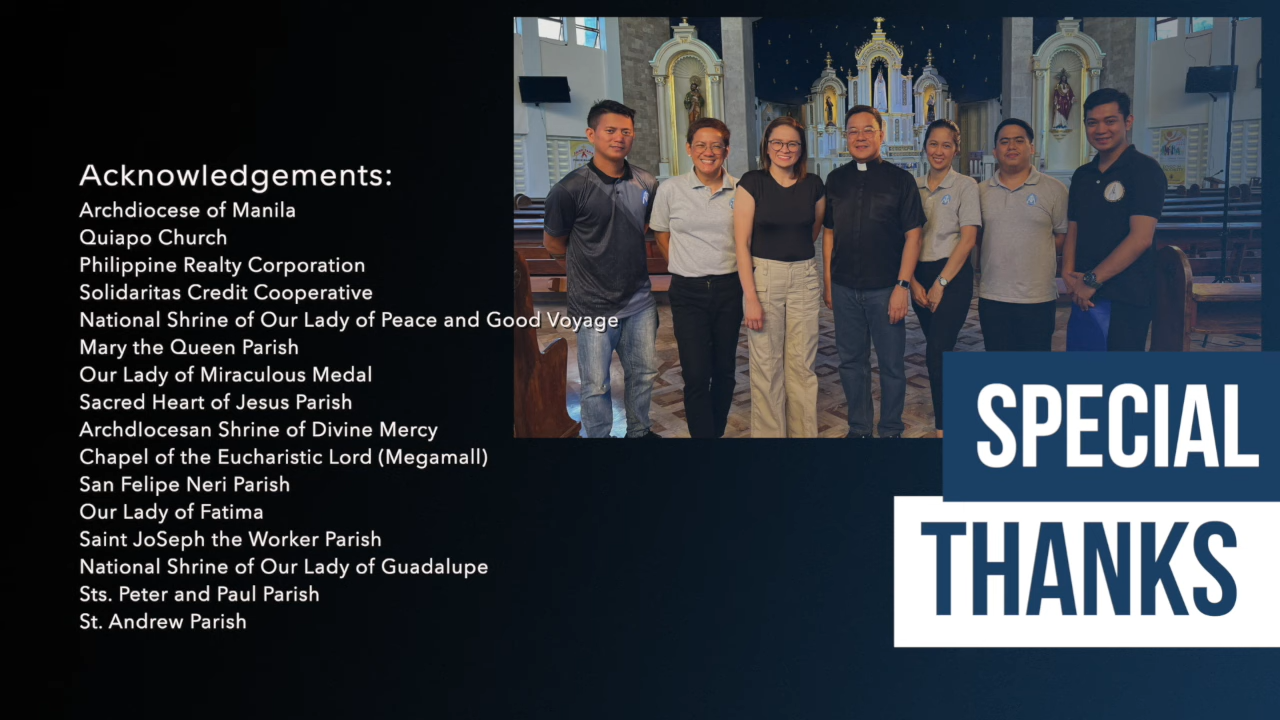 Acknowledgements:
Archdiocese of Manila
Quiapo Church
Philippine Realty Corporation
Solidaritas Credit Cooperative
National Shrine of Our Lady of Peace and Good Voyage
Mary the Queen Parish
Our Lady of Miraculous Medal
Sacred Heart of Jesus Parish
ArchdIocesan Shrine of Divine Mercy
Chapel of the Eucharistic Lord (Megamall)
San Felipe Neri Parish
Our Lady of Fatima
Saint JoSeph the Worker Parish
National Shrine of Our Lady of Guadalupe
Sts. Peter and Paul Parish
St. Andrew Parish
SPECIAL
THANKS